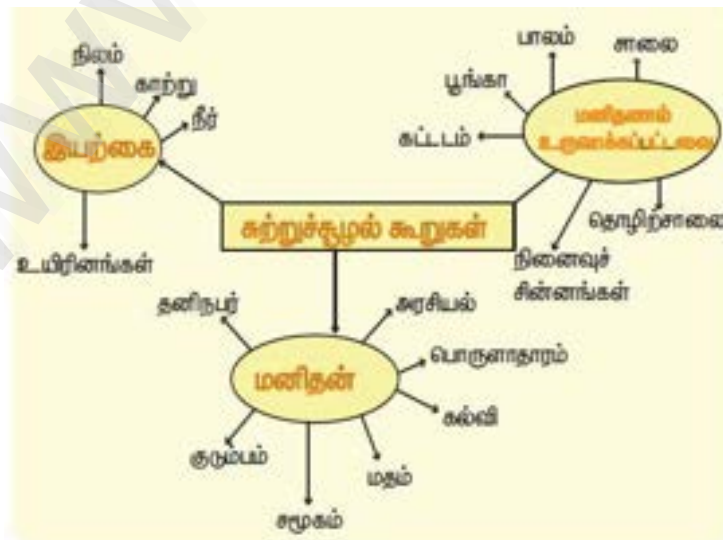 நிலம்
காற்று
நீர்
இயற்கை
உயிரினங்கள்
பாலம்
சாலை
பூங்கா
கட்டடம்
மனிதனால்
உருவாக்கப்பட்டவை
தொழிற்சாலை
நினைவுச்
சின்னங்கள்
சுற்றுச்சூழல் கூறுகள்
தனிநபர்
அரசியல்
பொருளாதாரம்
மனிதன்
கல்வி
குடும்பம்
மதம்
சமூகம்